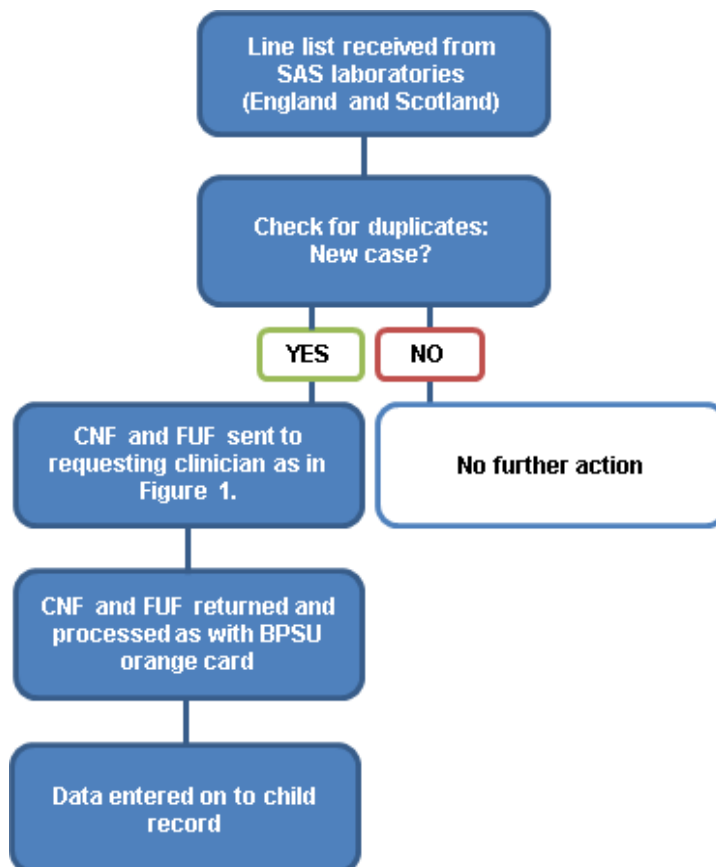 Line list received from
SAS laboratories
(England and Scotland)
Check for duplicates:
New case?
YES
NO
CNF and FUF sent to
requesting clinician as in
Figure 1.
No further action
CNF and FUF returned and
processed as with BPSU
orange card
Data entered on to child
record